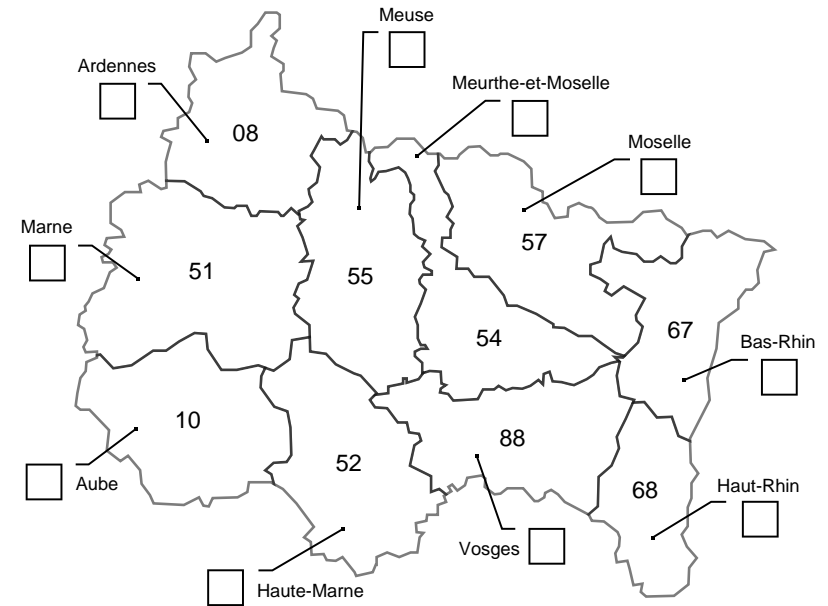 Meuse
Ardennes
Meurthe-et-Moselle
08
Moselle
Marne
57
51
55
67
54
Bas-Rhin
10
88
52
Aube
68
Haut-Rhin
Vosges
Haute-Marne